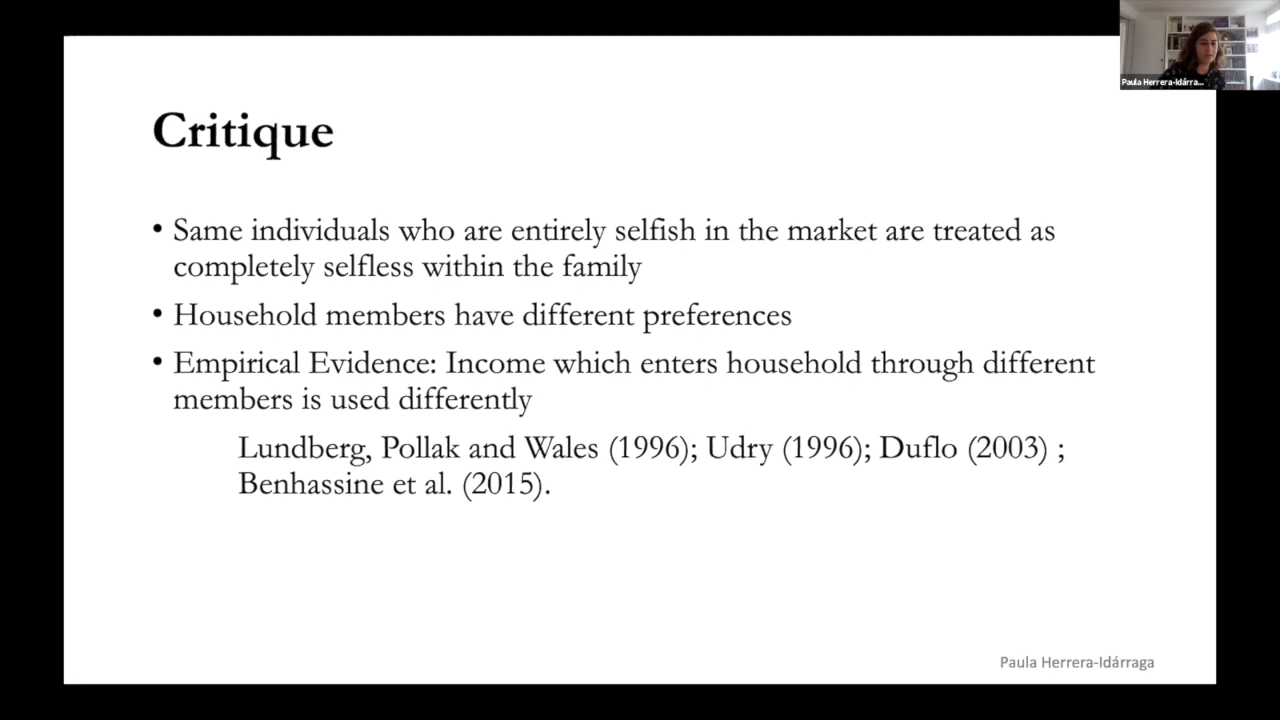 Paula Herrera-Idárra...
Critique
• Same individuals who are entirely selfish in the market are treated as
completely selfless within the family
• Household members have different preferences
• Empirical Evidence: Income which enters household through different
members is used differently
Lundberg, Pollak and Wales (1996); Udry (1996); Duflo (2003) ;
Benhassine et al. (2015).
Paula Herrera-Idárraga